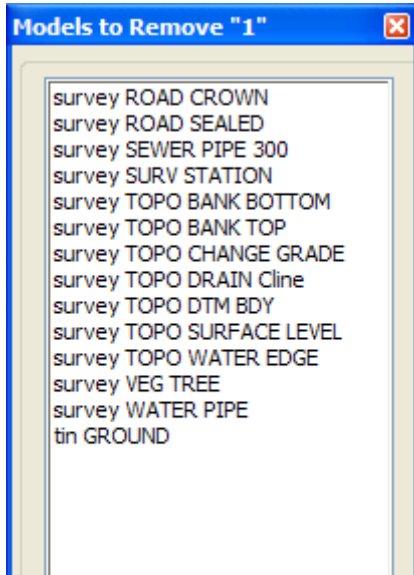 Models to Remove "1"
survey ROAD CROWN
survey ROAD SEALED
survey SEWER PIPE 300
survey SURV STATION
survey TOPO BANK BOTTOM
survey TOPO BANK TOP
survey TOPO CHANGE GRADE
survey TOPO DRAIN Cline
survey TOPO DTM BDY
survey TOPO SURFACE LEVEL
survey TOPO WATER EDGE
survey VEG TREE
survey WATER PIPE
tin GROUND